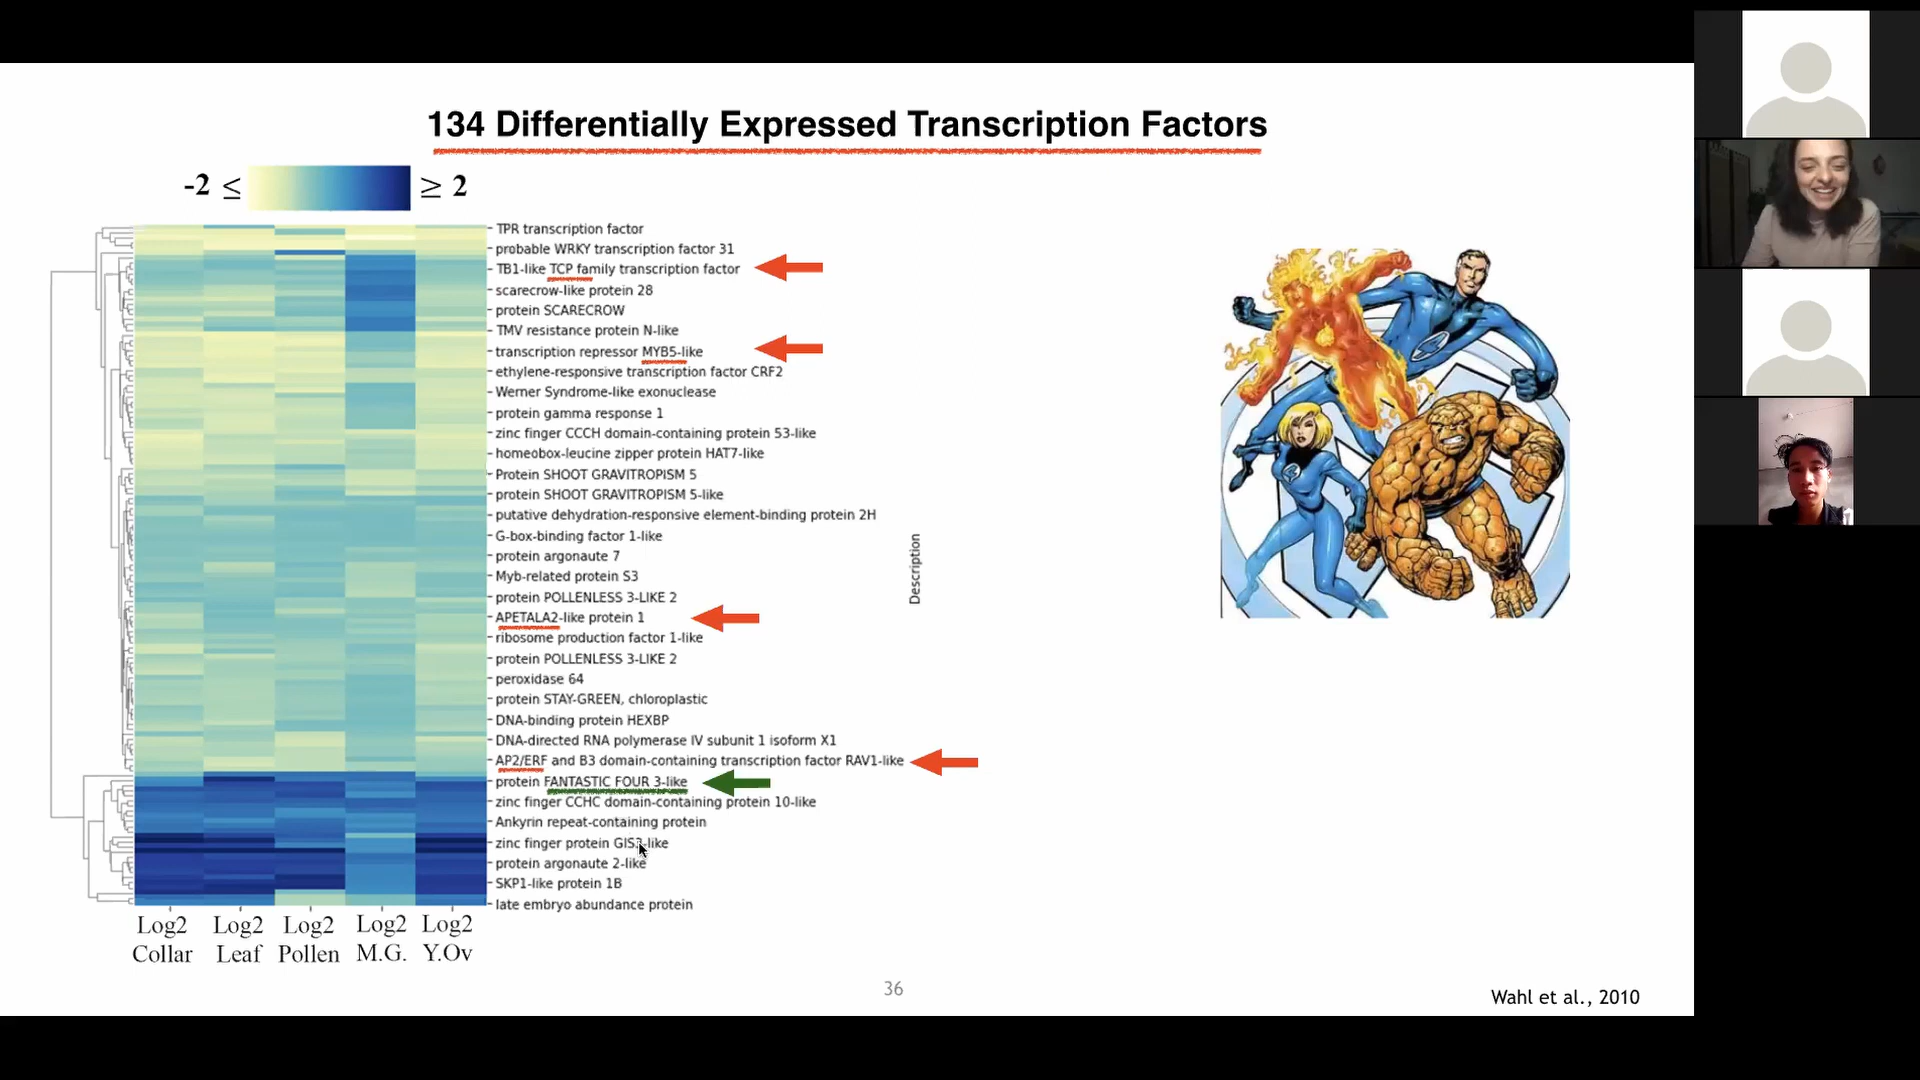 134 Differentially Expressed Transcription Factors
-2 ≤ ≥ 2
TPR transcription factor
probable WRKY transcription factor 31
TB1-like TCP family transcription factor
scarecrow-like protein 28
protein SCARECROW
TMV resistance protein N-like
transcription repressor MYB5-like
ethylene-responsive transcription factor CRF2
Werner Syndrome-like exonuclease
protein gamma response 1
zinc finger CCCH domain-containing protein 53-like
homeobox-leucine zipper protein HAT7-like
Protein SHOOT GRAVITROPISM 5
protein SHOOT GRAVITROPISM 5-like
putative dehydration-responsive element-binding protein 2H
G-box-binding factor 1-like
protein argonaute 7
Myb-related protein S3
protein POLLENLESS 3-LIKE 2
APETALA2-like protein 1
ribosome production factor 1-like
protein POLLENLESS 3-LIKE 2
peroxidase 64
protein STAY-GREEN, chloroplastic
DNA-binding protein HEXBP
DNA-directed RNA polymerase IV subunit 1 isoform X1
AP2/ERF and B3 domain-containing transcription factor RAV1-like
protein FANTASTIC FOUR 3-like
zinc finger CCHC domain-containing protein 10-like
Ankyrin repeat-containing protein
zinc finger protein GIS3-like
protein argonaute 2-like
SKP1-like protein 1B
late embryo abundance protein
Description
Log2 Log2 Log2 Log2 Log2
Collar Leaf Pollen M.G. Y.Ov
36
Wahl et al., 2010
4
4